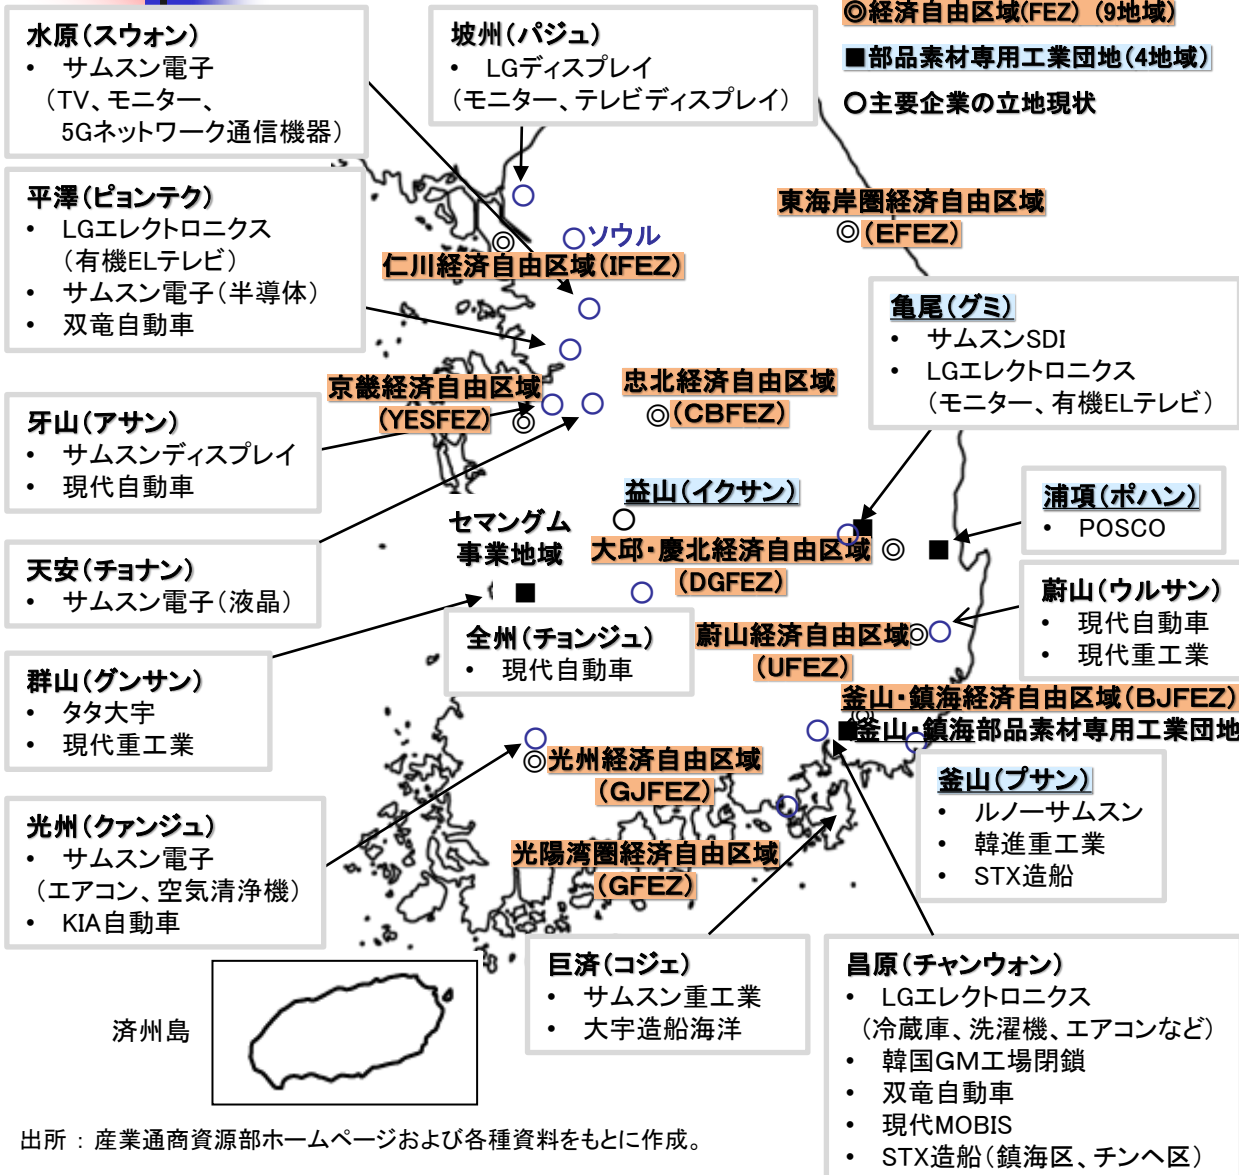 ◎経済自由区域(FEZ) (9地域)
■部品素材専用工業団地(4地域)
○主要企業の立地現状
水原(スウォン)
• サムスン電子
(TV、モニター、
5Gネットワーク通信機器)
坡州(パジュ)
• LGディスプレイ
(モニター、テレビディスプレイ)
平澤(ピョンテク)
• LGエレクトロニクス
(有機ELテレビ)
• サムスン電子(半導体)
• 双竜自動車
東海岸圏経済自由区域
◎(EFEZ)
ソウル
仁川経済自由区域(IFEZ)
亀尾(グミ)
• サムスンSDI
• LGエレクトロニクス
(モニター、有機ELテレビ)
京畿経済自由区域
(YESFEZ)
忠北経済自由区域
◎(CBFEZ)
牙山(アサン)
• サムスンディスプレイ
• 現代自動車
益山(イクサン)
浦項(ポハン)
• POSCO
セマングム
事業地域
大邱・慶北経済自由区域
(DGFEZ)
天安(チョナン)
• サムスン電子(液晶)
蔚山(ウルサン)
• 現代自動車
• 現代重工業
全州(チョンジュ)
• 現代自動車
蔚山経済自由区域
(UFEZ)
群山(グンサン)
• タタ大宇
• 現代重工業
釜山・鎮海経済自由区域(BJFEZ)
■釜山・鎮海部品素材専用工業団地
◎光州経済自由区域
(GJFEZ)
釜山(プサン)
• ルノーサムスン
• 韓進重工業
• STX造船
光州(クァンジュ)
• サムスン電子
(エアコン、空気清浄機)
• KIA自動車
光陽湾圏経済自由区域
(GFEZ)
巨済(コジェ)
• サムスン重工業
• 大宇造船海洋
昌原(チャンウォン)
• LGエレクトロニクス
(冷蔵庫、洗濯機、エアコンなど)
• 韓国GM工場閉鎖
• 双竜自動車
• 現代MOBIS
• STX造船(鎮海区、チンヘ区)
済州島
出所 : 産業通商資源部ホームページおよび各種資料をもとに作成。